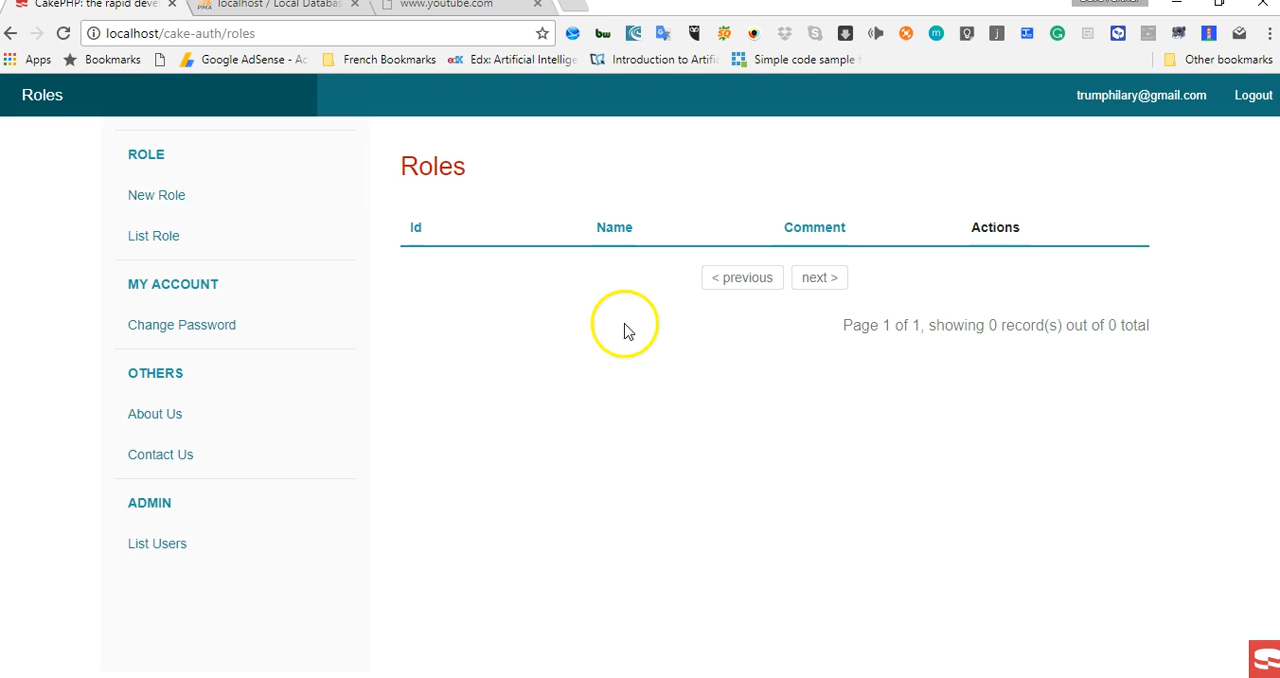 CakePHP: the rapid deve
localhost / Local Databas
www.youtube.com
localhost/cake-auth/roles
Apps
Bookmarks
Google AdSense - Ac
French Bookmarks
Edx: Artificial Intellige
Introduction to Artific
Simple code sample
Other bookmarks
Roles
trumphilary@gmail.com
Logout
ROLE
New Role
List Role
MY ACCOUNT
Change Password
OTHERS
About Us
Contact Us
ADMIN
List Users
Roles
Id Name Comment Actions
< previous next >
Page 1 of 1, showing 0 record(s) out of 0 total